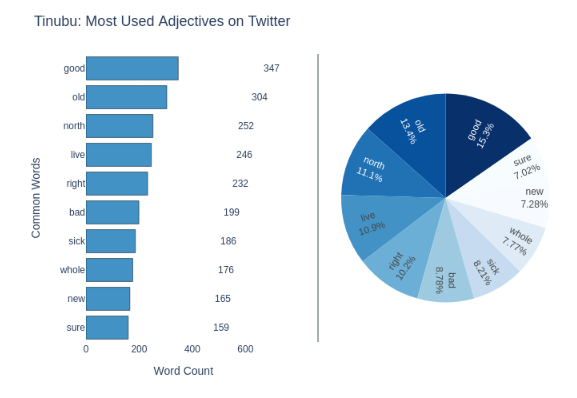 Tinubu: Most Used Adjectives on Twitter
Common Words
good 347
old 304
north 252
live 246
right 232
bad 199
sick 186
whole 176
new 165
sure 159
0 200 400 600
Word Count
good
15.3%
old
13.4%
north
11.1%
live
10.9%
right
10.2%
bad
8.78%
sick
8.21%
whole
7.77%
new
7.28%
sure
7.02%